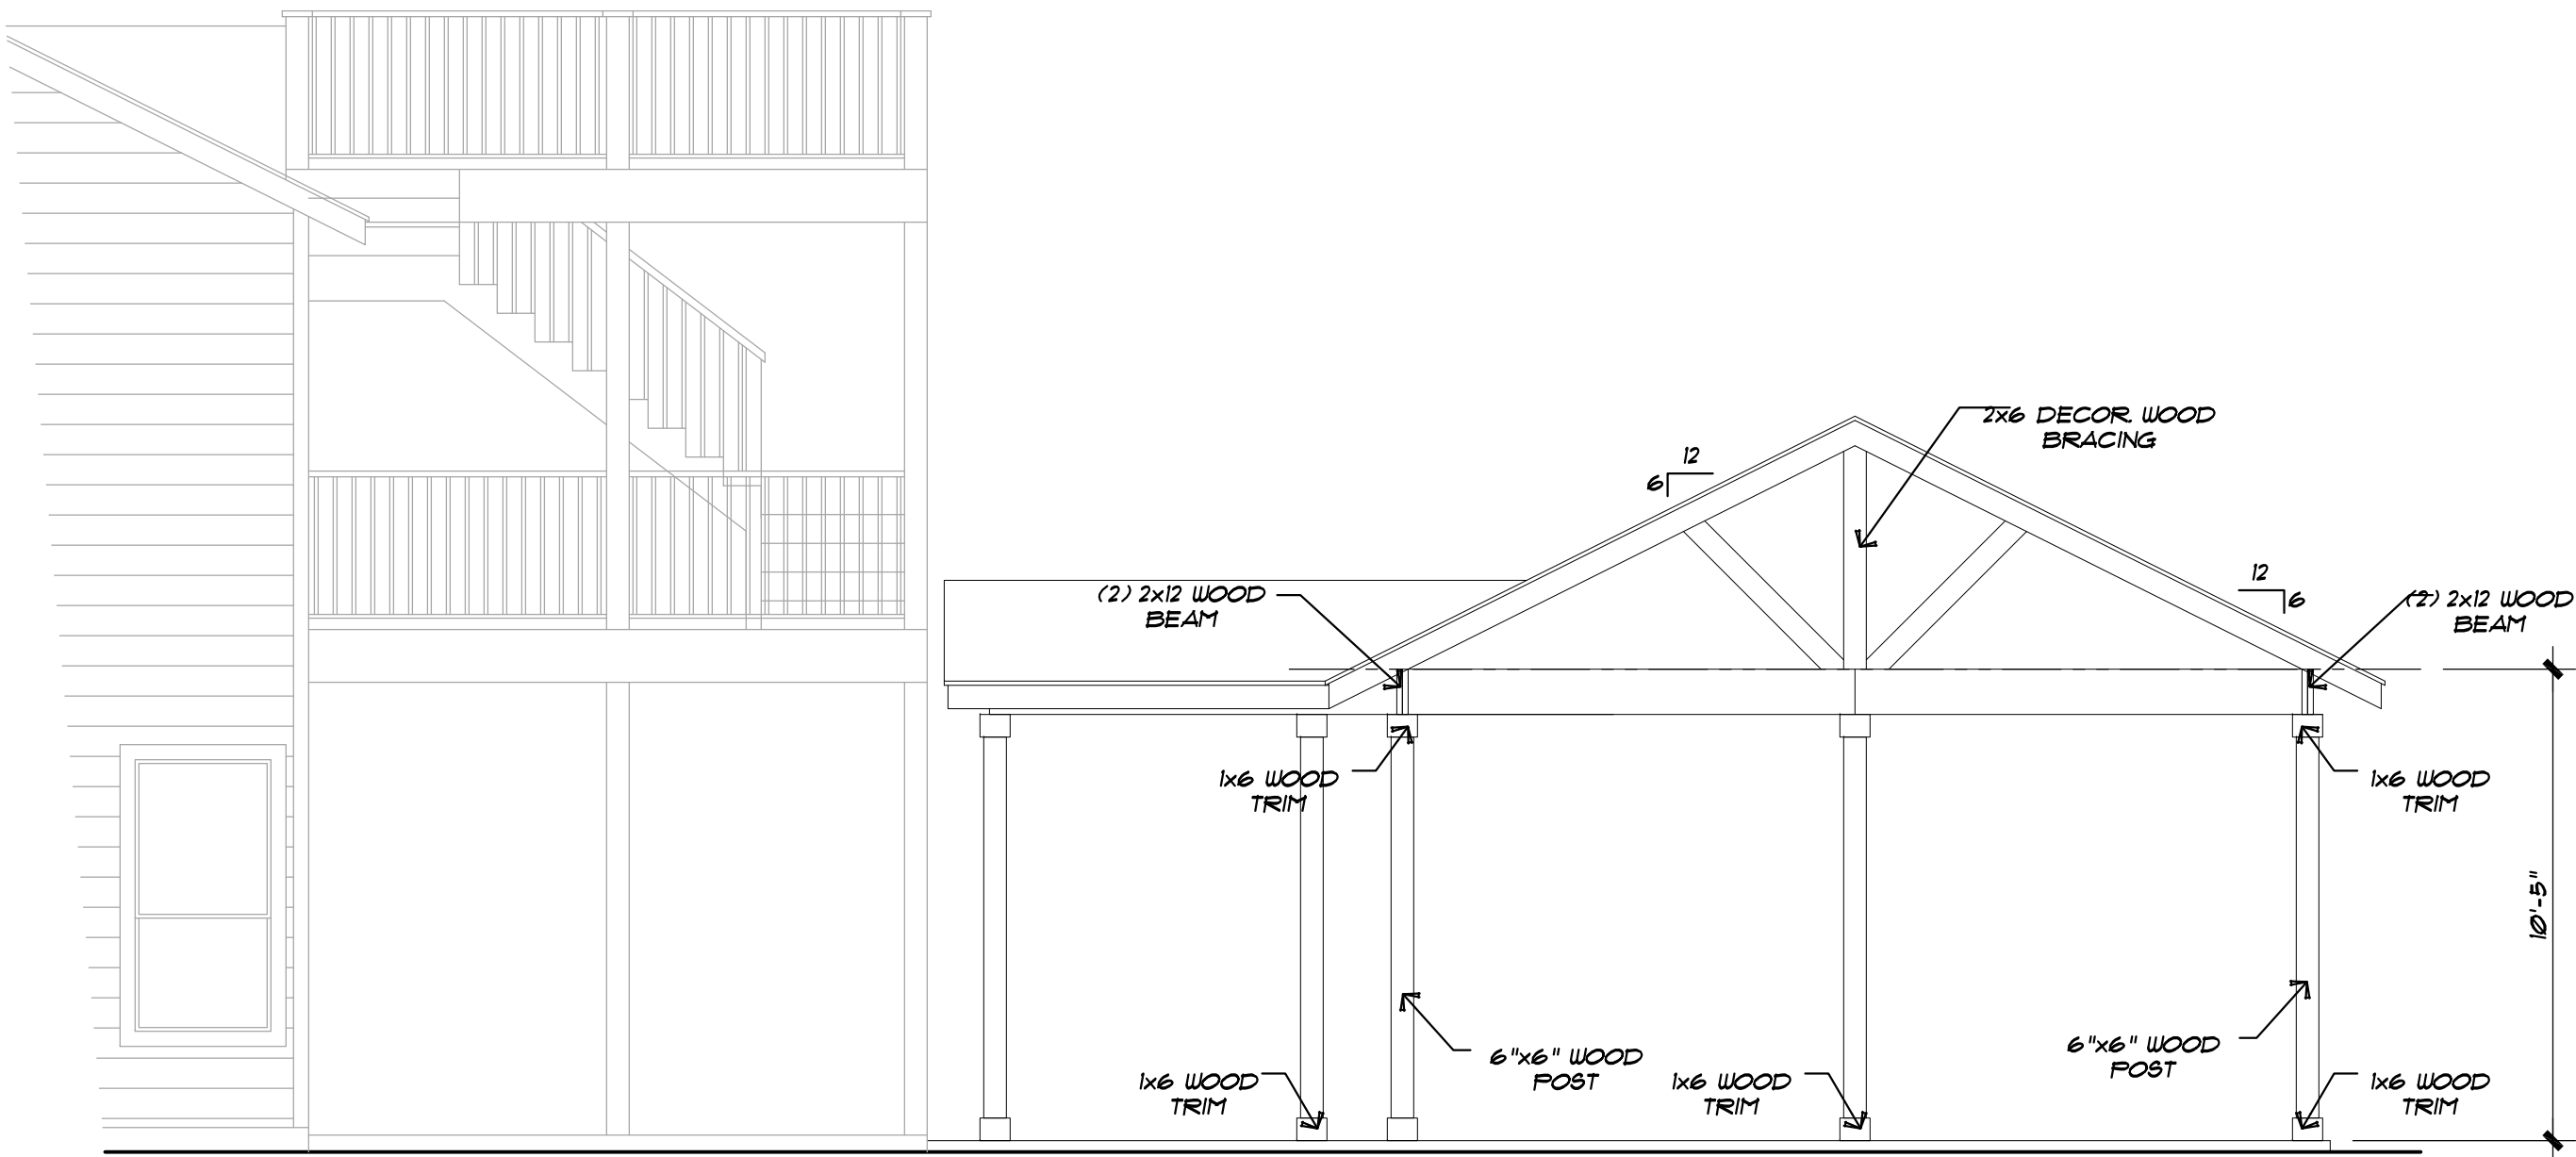 2x6 DECOR. WOOD
BRACING
12
6
12
6
(2) 2x12 WOOD
BEAM
(2) 2x12 WOOD
BEAM
1x6 WOOD
TRIM
1x6 WOOD
TRIM
10'-5"
6"x6" WOOD
POST
6"x6" WOOD
POST
1x6 WOOD
TRIM
1x6 WOOD
TRIM
1x6 WOOD
TRIM